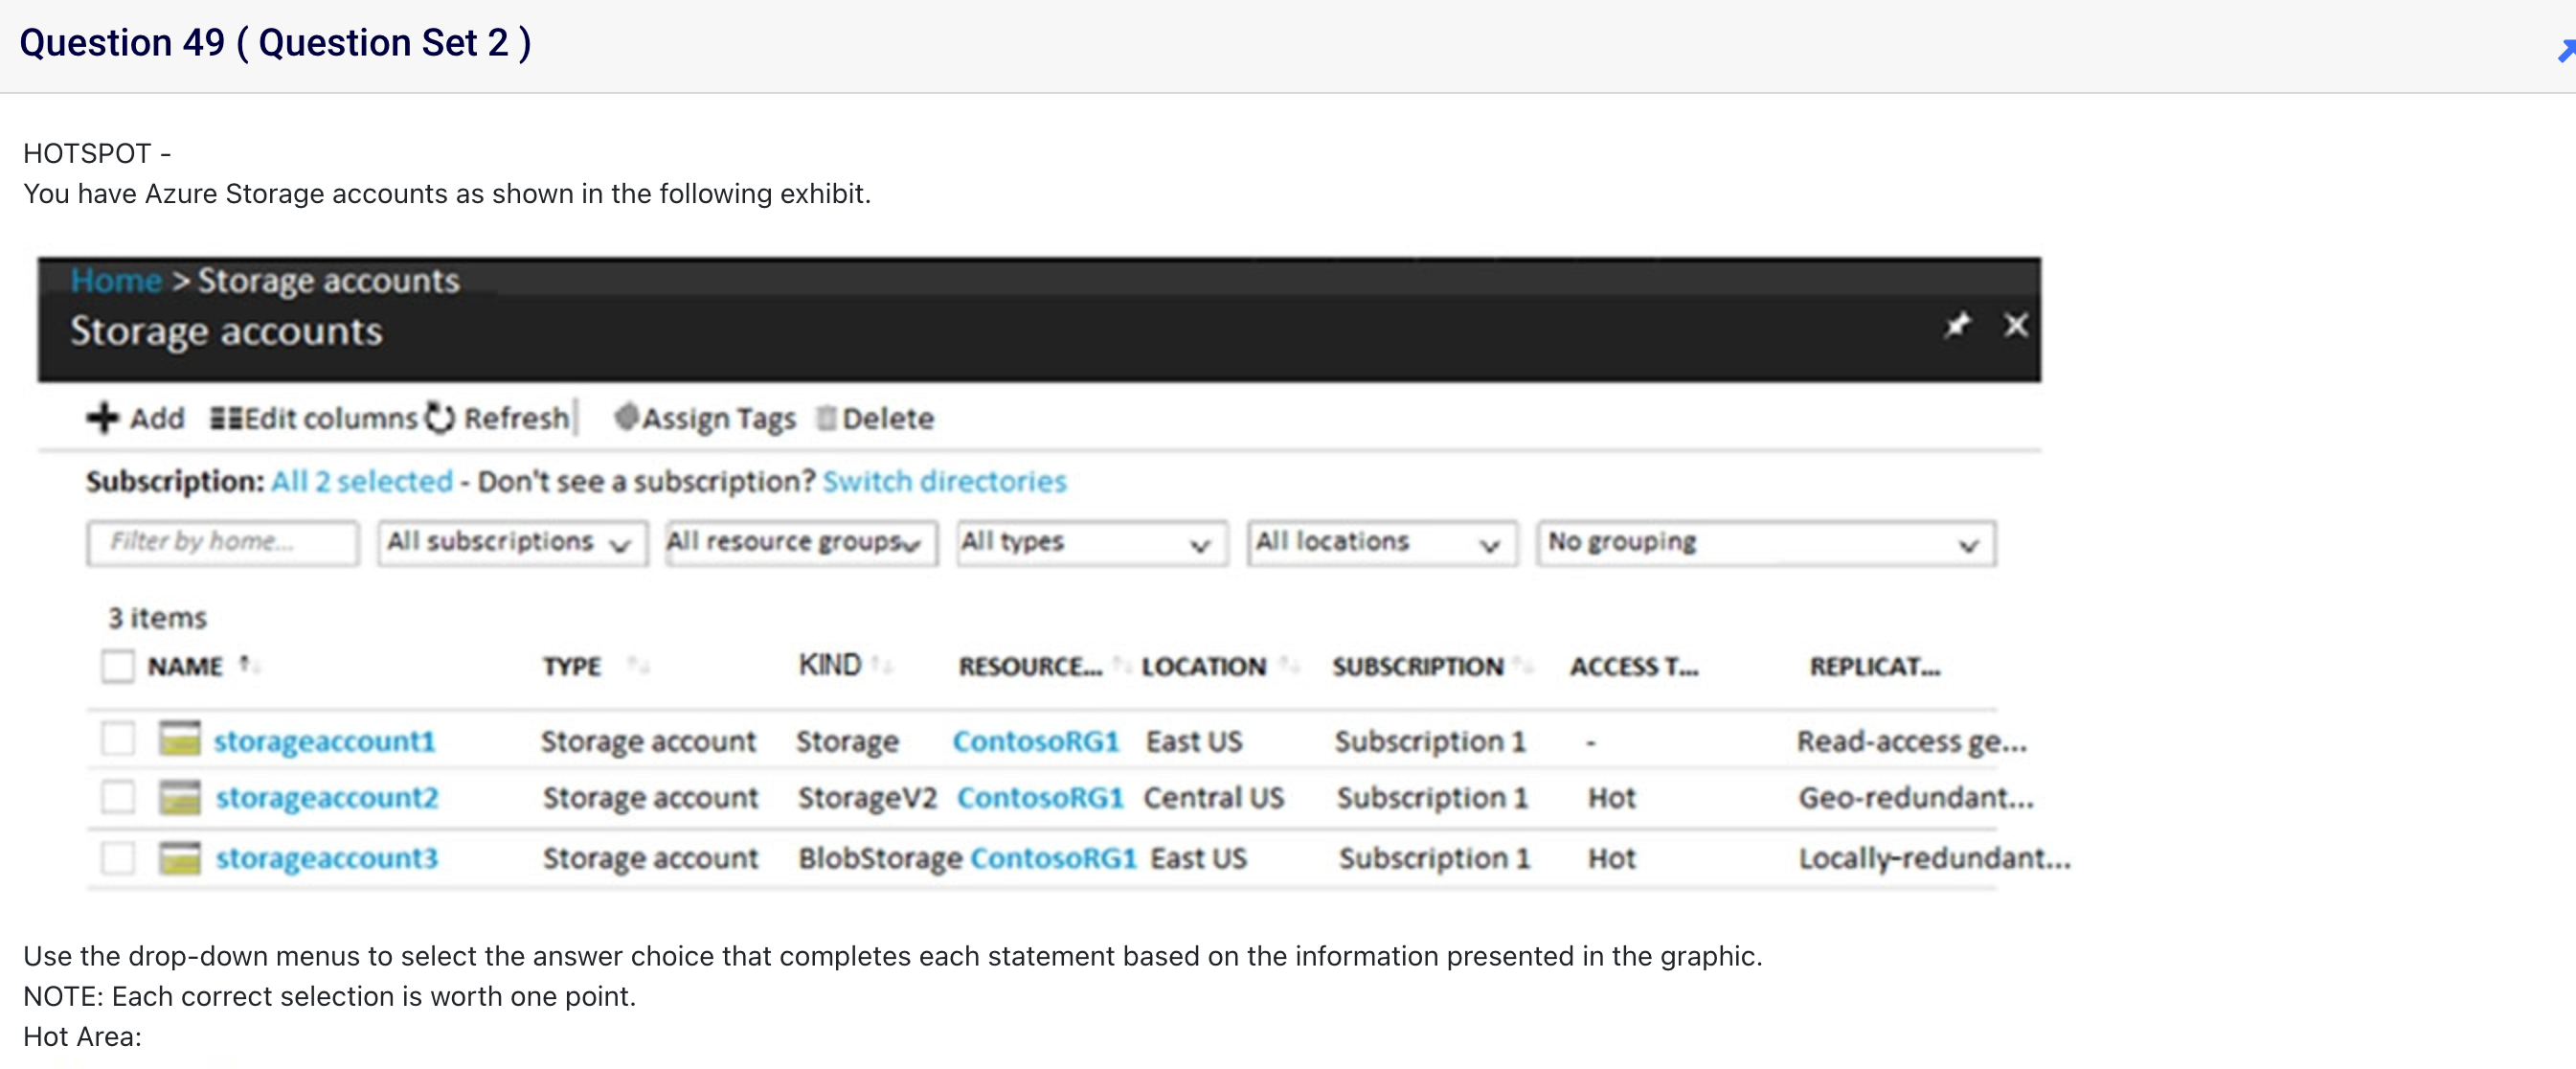 Question 49 ( Question Set 2 )
HOTSPOT -
You have Azure Storage accounts as shown in the following exhibit.
Home > Storage accounts
Storage accounts
Add Edit columns Refresh Assign Tags Delete
Subscription: All 2 selected - Don't see a subscription? Switch directories
Filter by home... All subscriptions All resource groups All types All locations No grouping
3 items
NAME TYPE KIND RESOURCE... LOCATION SUBSCRIPTION ACCESS T... REPLICAT...
storageaccount1 Storage account Storage ContosoRG1 East US Subscription 1 - Read-access ge...
storageaccount2 Storage account StorageV2 ContosoRG1 Central US Subscription 1 Hot Geo-redundant...
storageaccount3 Storage account BlobStorage ContosoRG1 East US Subscription 1 Hot Locally-redundant...
Use the drop-down menus to select the answer choice that completes each statement based on the information presented in the graphic.
NOTE: Each correct selection is worth one point.
Hot Area: